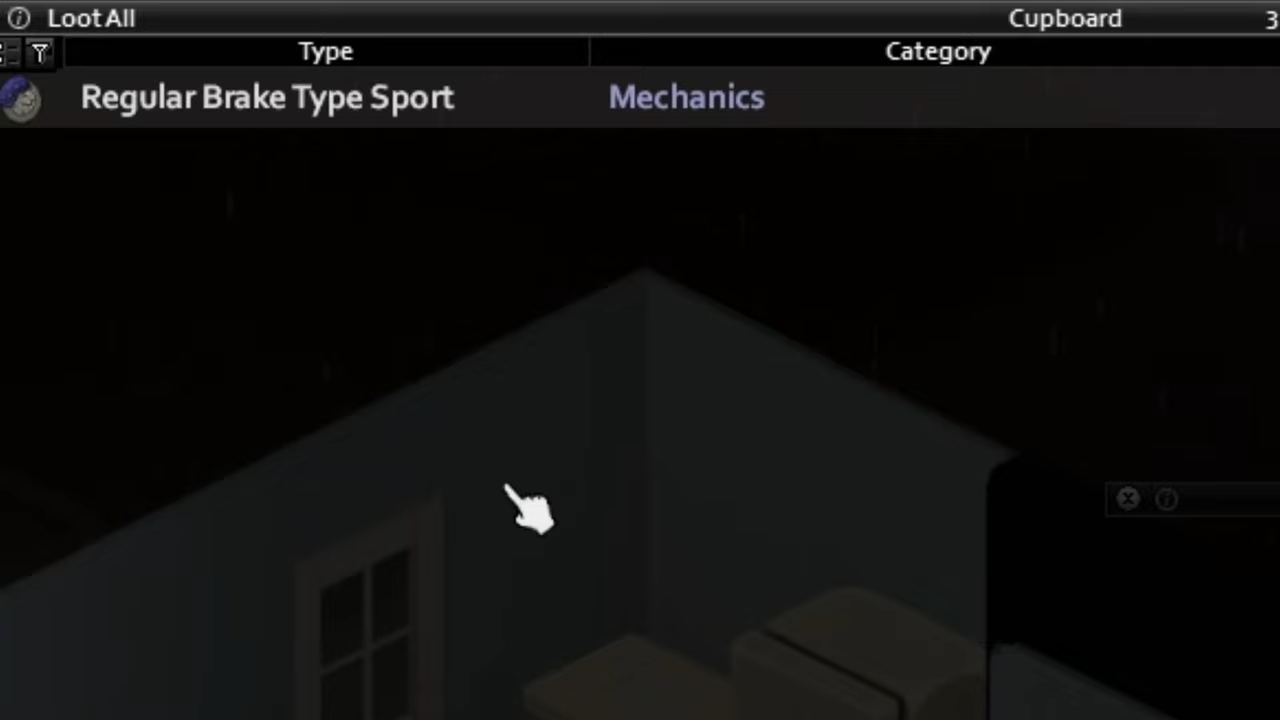 Loot All Cupboard 3
Type Category
Regular Brake Type Sport Mechanics